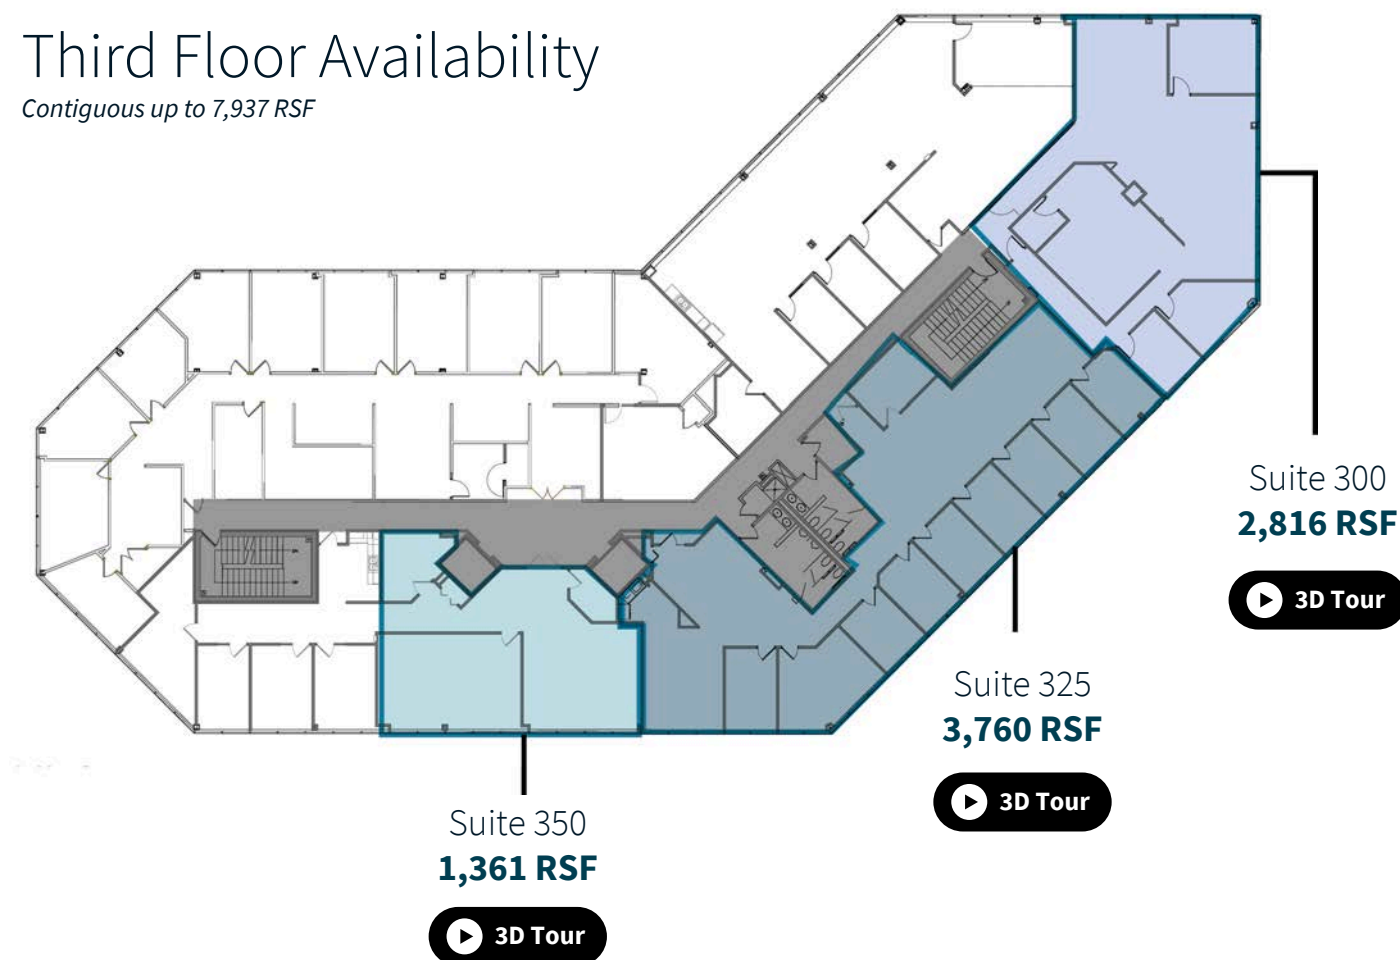 Third Floor Availability
Contiguous up to 7,937 RSF
Suite 300
2,816 RSF
3D Tour
Suite 325
3,760 RSF
3D Tour
Suite 350
1,361 RSF
3D Tour